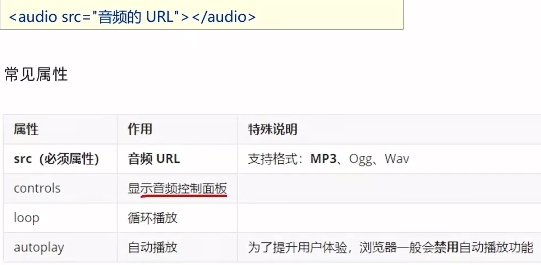 <audio src="音频的 URL"></audio>
常见属性
属性 作用 特殊说明
src（必须属性） 音频 URL 支持格式：MP3、Ogg、Wav
controls 显示音频控制面板
loop 循环播放
autoplay 自动播放 为了提升用户体验，浏览器一般会禁用自动播放功能